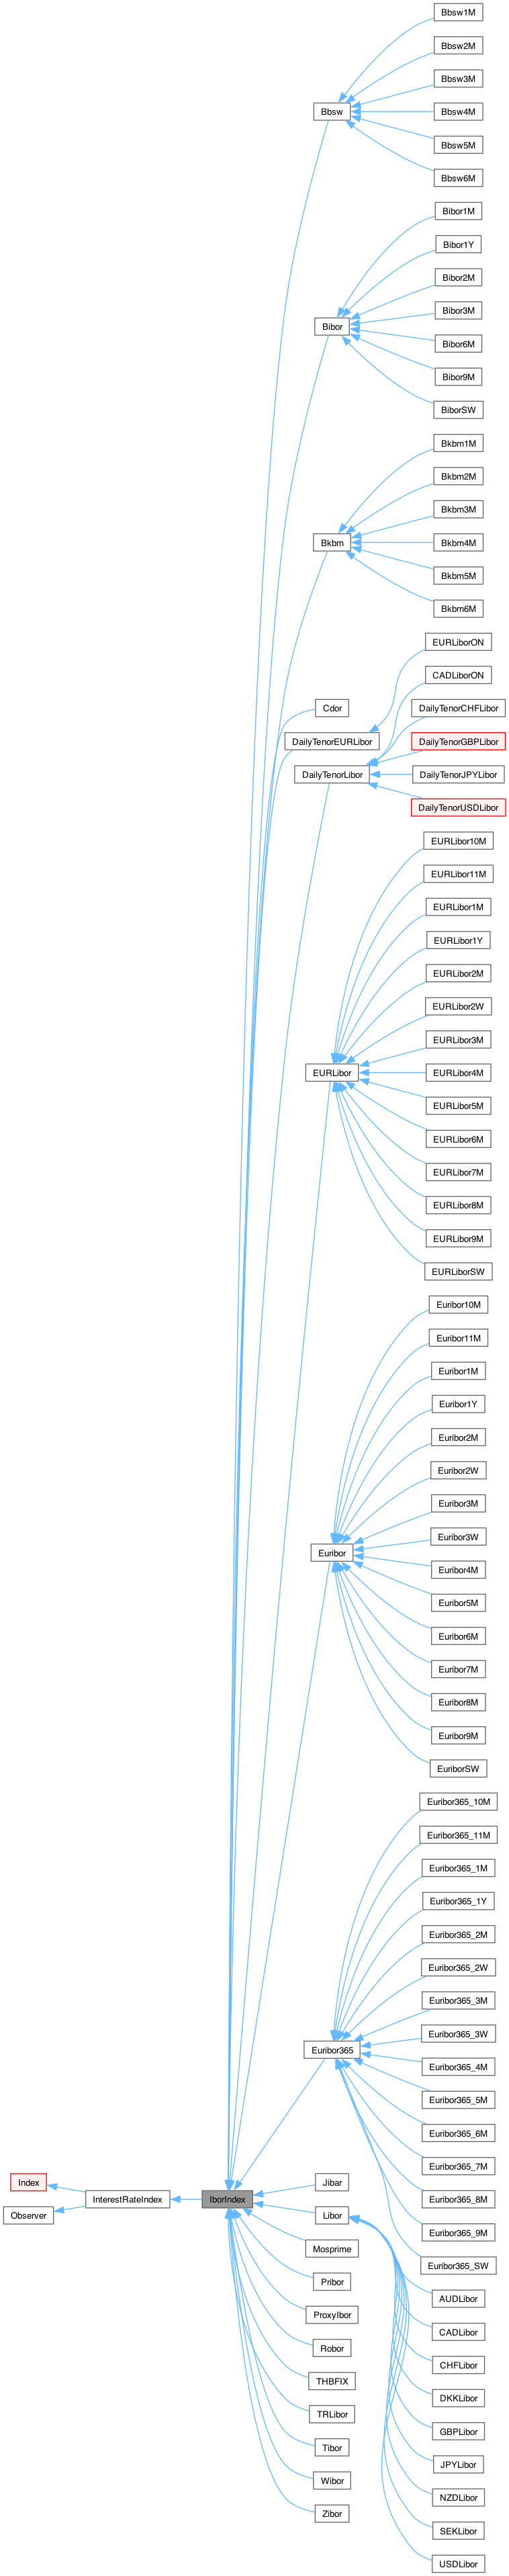 Bbsw1M
Bbsw2M
Bbsw3M
Bbsw
Bbsw4M
Bbsw5M
Bbsw6M
Bibor1M
Bibor1Y
Bibor2M
Bibor3M
Bibor
Bibor6M
Bibor9M
BiborSW
Bkbm1M
Bkbm2M
Bkbm3M
Bkbm
Bkbm4M
Bkbm5M
Bkbm6M
EURLiborON
CADLiborON
Cdor
DailyTenorCHFLibor
DailyTenorEURLibor
DailyTenorGBPLibor
DailyTenorLibor
DailyTenorJPYLibor
DailyTenorUSDLibor
EURLibor10M
EURLibor11M
EURLibor1M
EURLibor1Y
EURLibor2M
EURLibor2W
EURLibor3M
EURLibor
EURLibor4M
EURLibor5M
EURLibor6M
EURLibor7M
EURLibor8M
EURLibor9M
EURLiborSW
Euribor10M
Euribor11M
Euribor1M
Euribor1Y
Euribor2M
Euribor2W
Euribor3M
Euribor3W
Euribor
Euribor4M
Euribor5M
Euribor6M
Euribor7M
Euribor8M
Euribor9M
EuriborSW
Euribor365_10M
Euribor365_11M
Euribor365_1M
Euribor365_1Y
Euribor365_2M
Euribor365_2W
Euribor365_3M
Euribor365_3W
Euribor365
Euribor365_4M
Euribor365_5M
Euribor365_6M
Euribor365_7M
Index
Jibar
InterestRateIndex
IborIndex
Euribor365_8M
Observer
Libor
Euribor365_9M
Mosprime
Euribor365_SW
Pribor
AUDLibor
ProxyIbor
CADLibor
Robor
CHFLibor
THBFIX
DKKLibor
TRLibor
GBPLibor
Tibor
JPYLibor
Wibor
NZDLibor
Zibor
SEKLibor
USDLibor